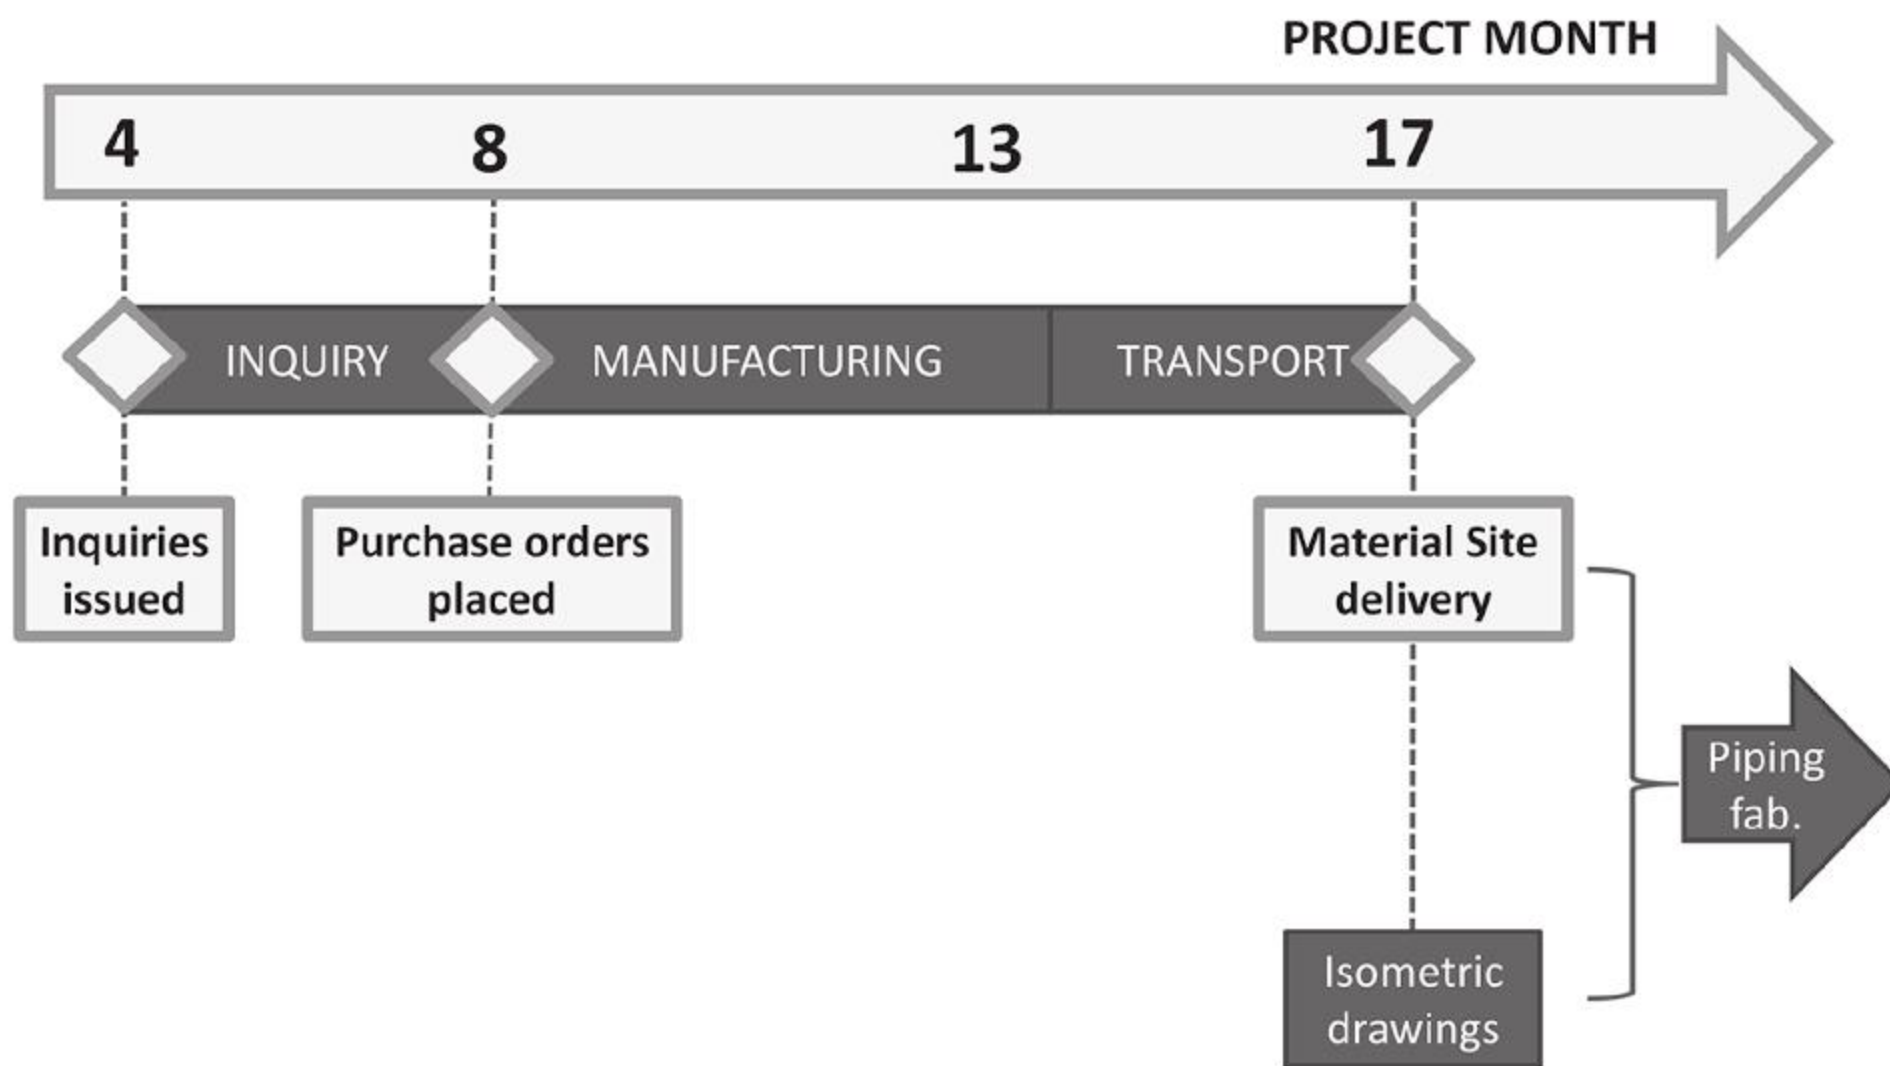 PROJECT MONTH
4 8 13 17
INQUIRY MANUFACTURING TRANSPORT
Inquiries
issued
Purchase orders
placed
Material Site
delivery
Piping
fab.
Isometric
drawings